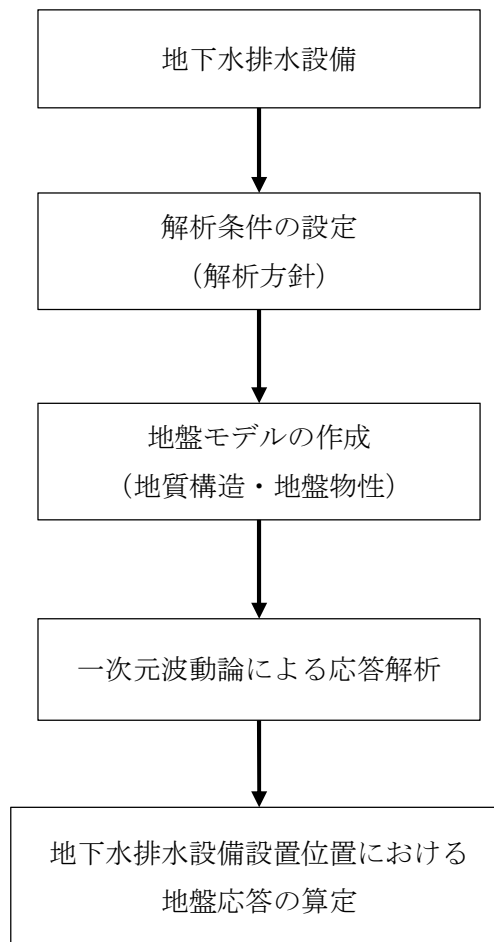 地下水排水設備
解析条件の設定
（解析方針）
地盤モデルの作成
（地質構造・地盤物性）
一次元波動論による応答解析
地下水排水設備設置位置における
地盤応答の算定